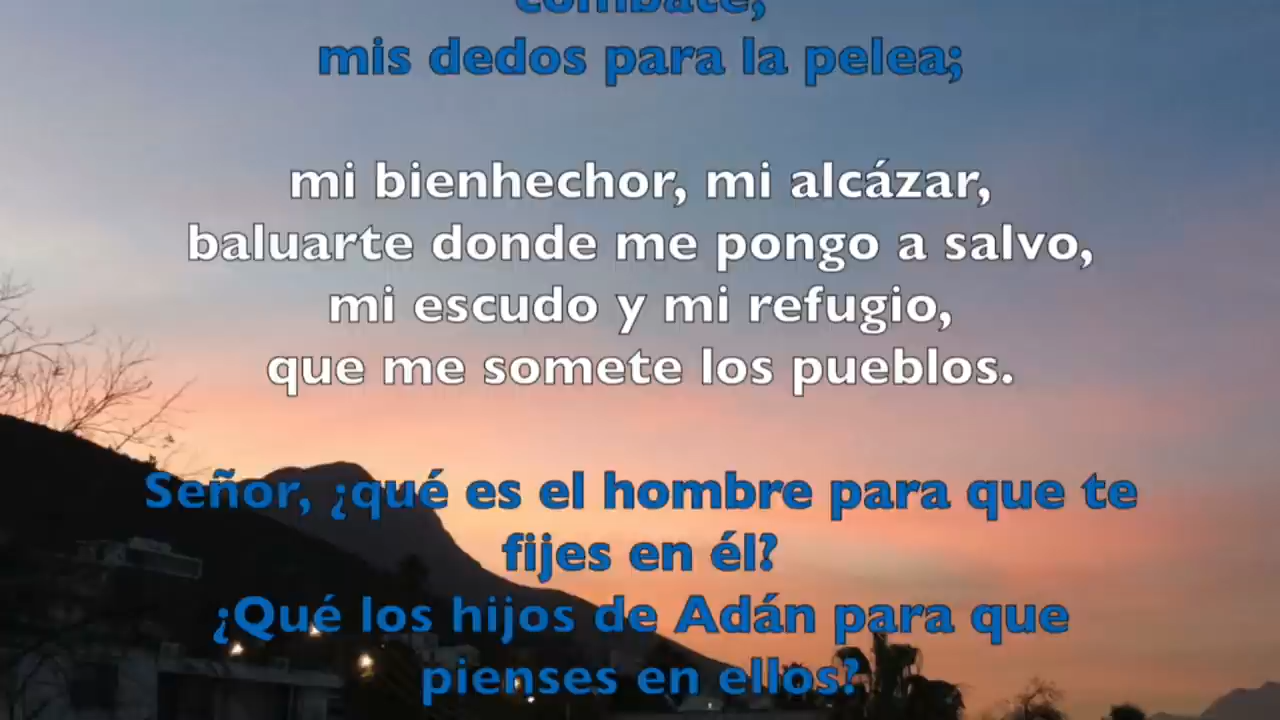 combate,
mis dedos para la pelea;
mi bienhechor, mi alcázar,
baluarte donde me pongo a salvo,
mi escudo y mi refugio,
que me somete los pueblos.
Señor, ¿qué es el hombre para que te
fijes en él?
¿Qué los hijos de Adán para que
pienses en ellos?